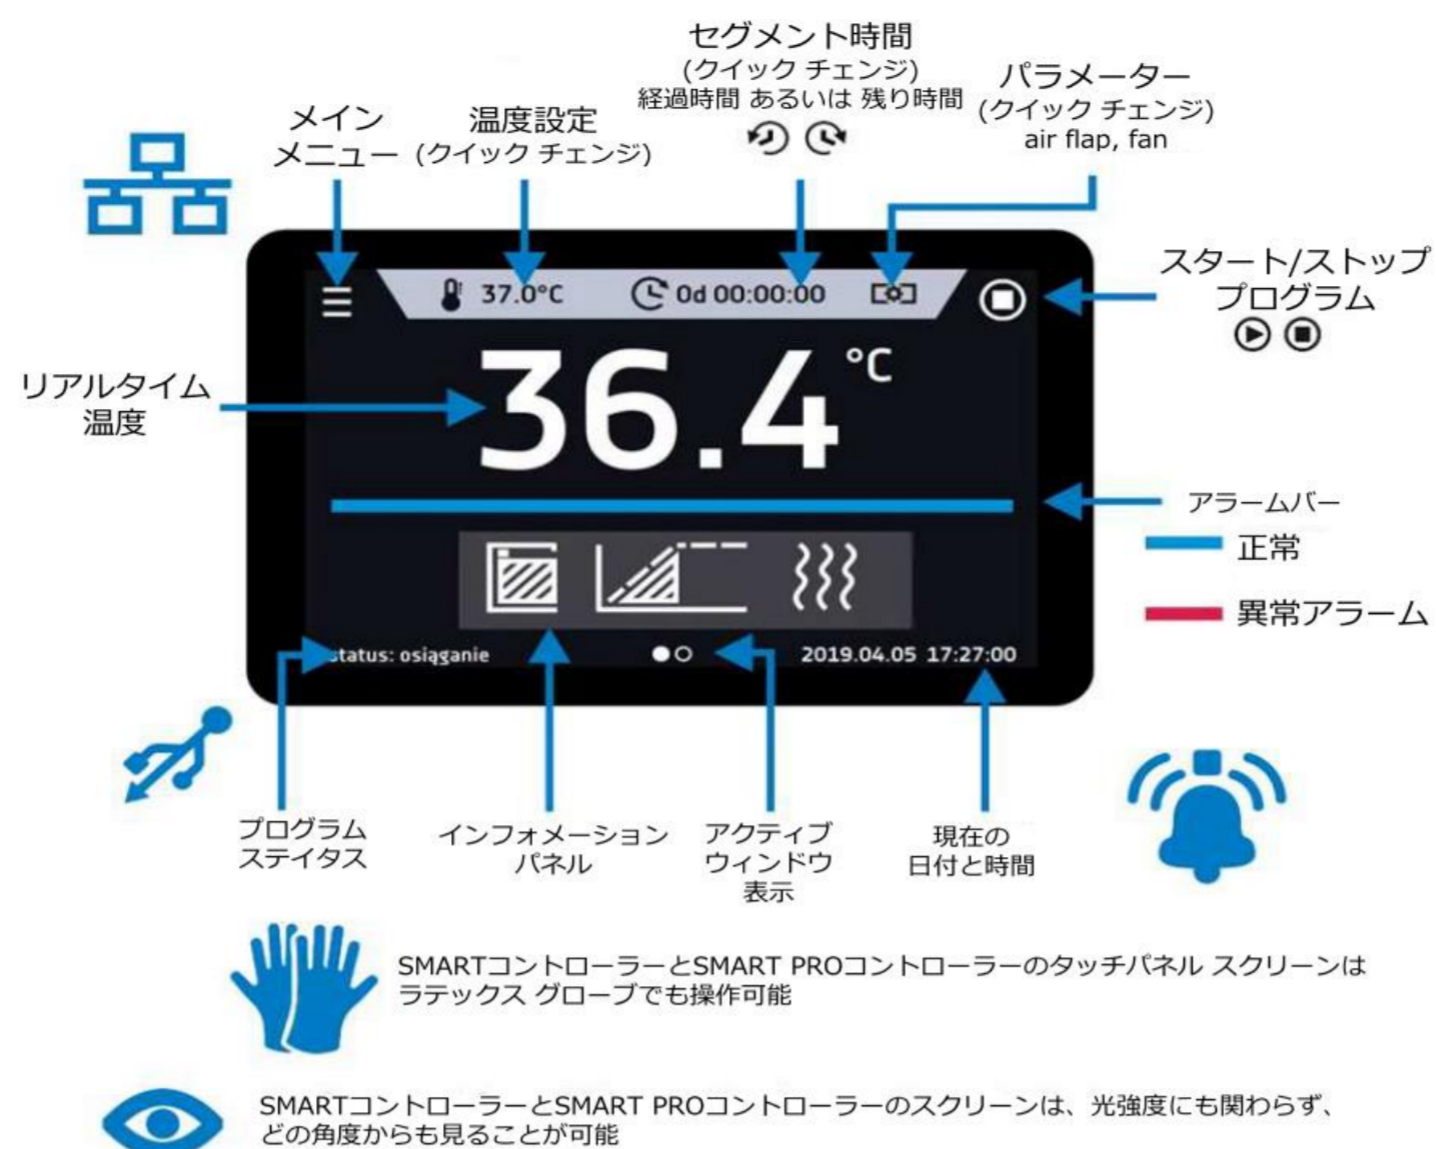 セグメント時間
(クイック チェンジ)
経過時間 あるいは 残り時間
パラメーター
(クイック チェンジ)
air flap, fan
メイン
メニュー
温度設定
(クイック チェンジ)
37.0°C
0d 00:00:00
スタート/ストップ
プログラム
36.4 °C
リアルタイム
温度
アラームバー
正常
異常アラーム
status: osiąganie
2019.04.05 17:27:00
プログラム
ステイタス
インフォメーション
パネル
アクティブ
ウィンドウ
表示
現在の
日付と時間
SMARTコントローラーとSMART PROコントローラーのタッチパネル スクリーンは
ラテックス グローブでも操作可能
SMARTコントローラーとSMART PROコントローラーのスクリーンは、光強度にも関わらず、
どの角度からも見ることが可能